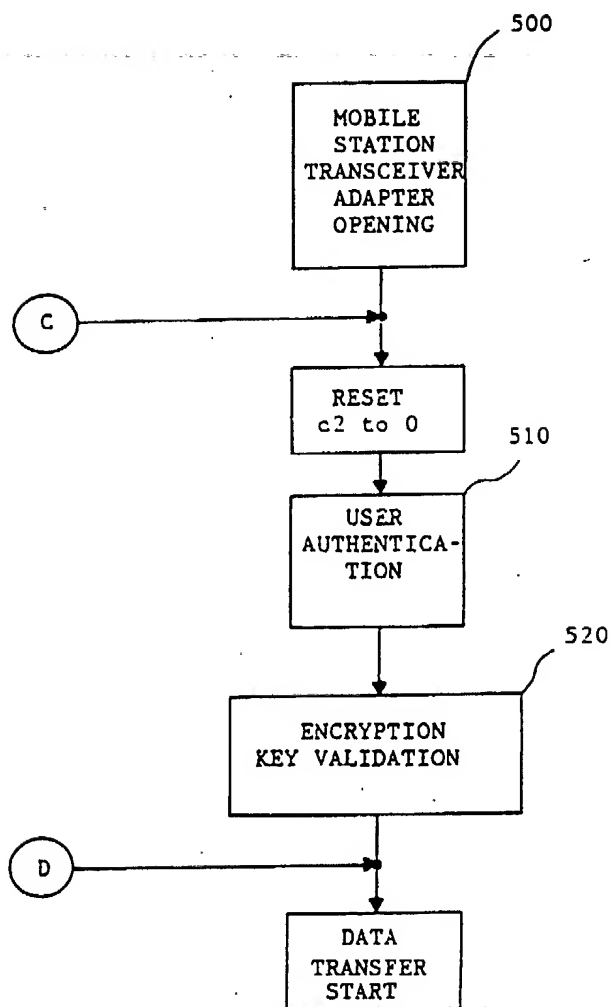 500
MOBILE
STATION
TRANSCEIVER
ADAPTER
OPENING
C
RESET
c2 to 0
510
USER
AUTHENTICA-
TION
520
ENCRYPTION
KEY VALIDATION
D
DATA
TRANSFER
START